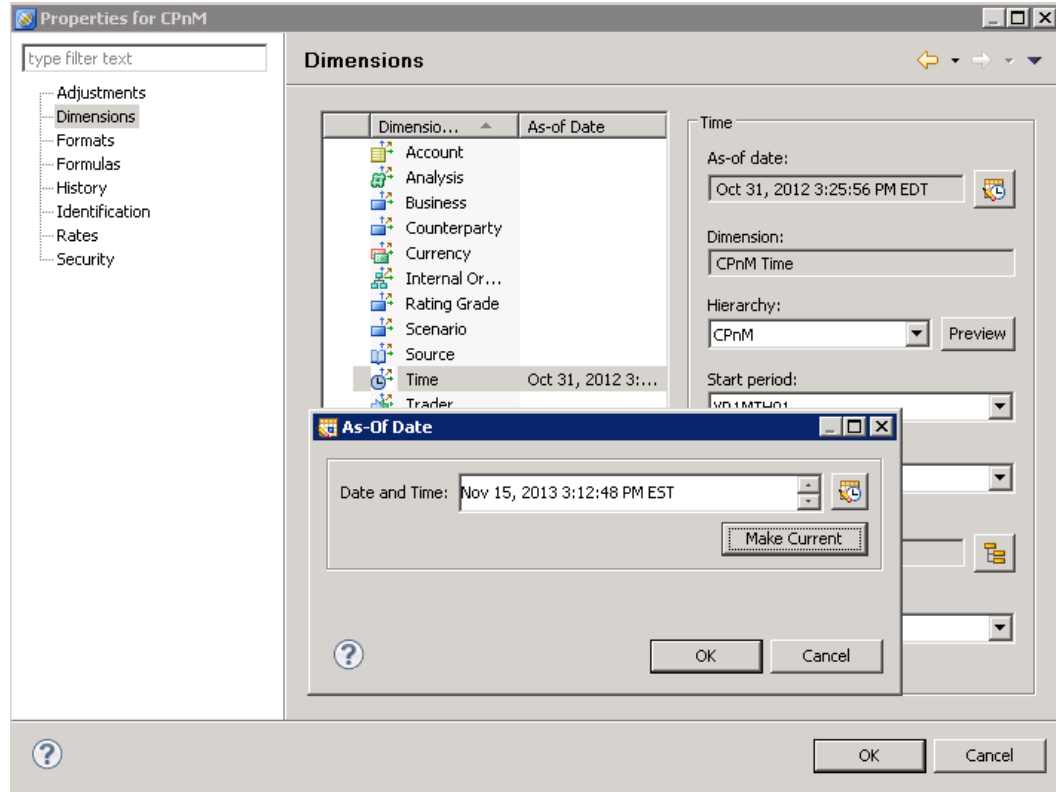 Properties for CPnM
type filter text
Adjustments
Dimensions
Formats
Formulas
History
Identification
Rates
Security
Dimensions
Dimensio... As-of Date
Account
Analysis
Business
Counterparty
Currency
Internal Or...
Rating Grade
Scenario
Source
Time Oct 31, 2012 3:...
Trader
Time
As-of date:
Oct 31, 2012 3:25:56 PM EDT
Dimension:
CPnM Time
Hierarchy:
CPnM Preview
Start period:
YR1MTH01
As-Of Date
Date and Time: Nov 15, 2013 3:12:48 PM EST
Make Current
OK Cancel
OK Cancel